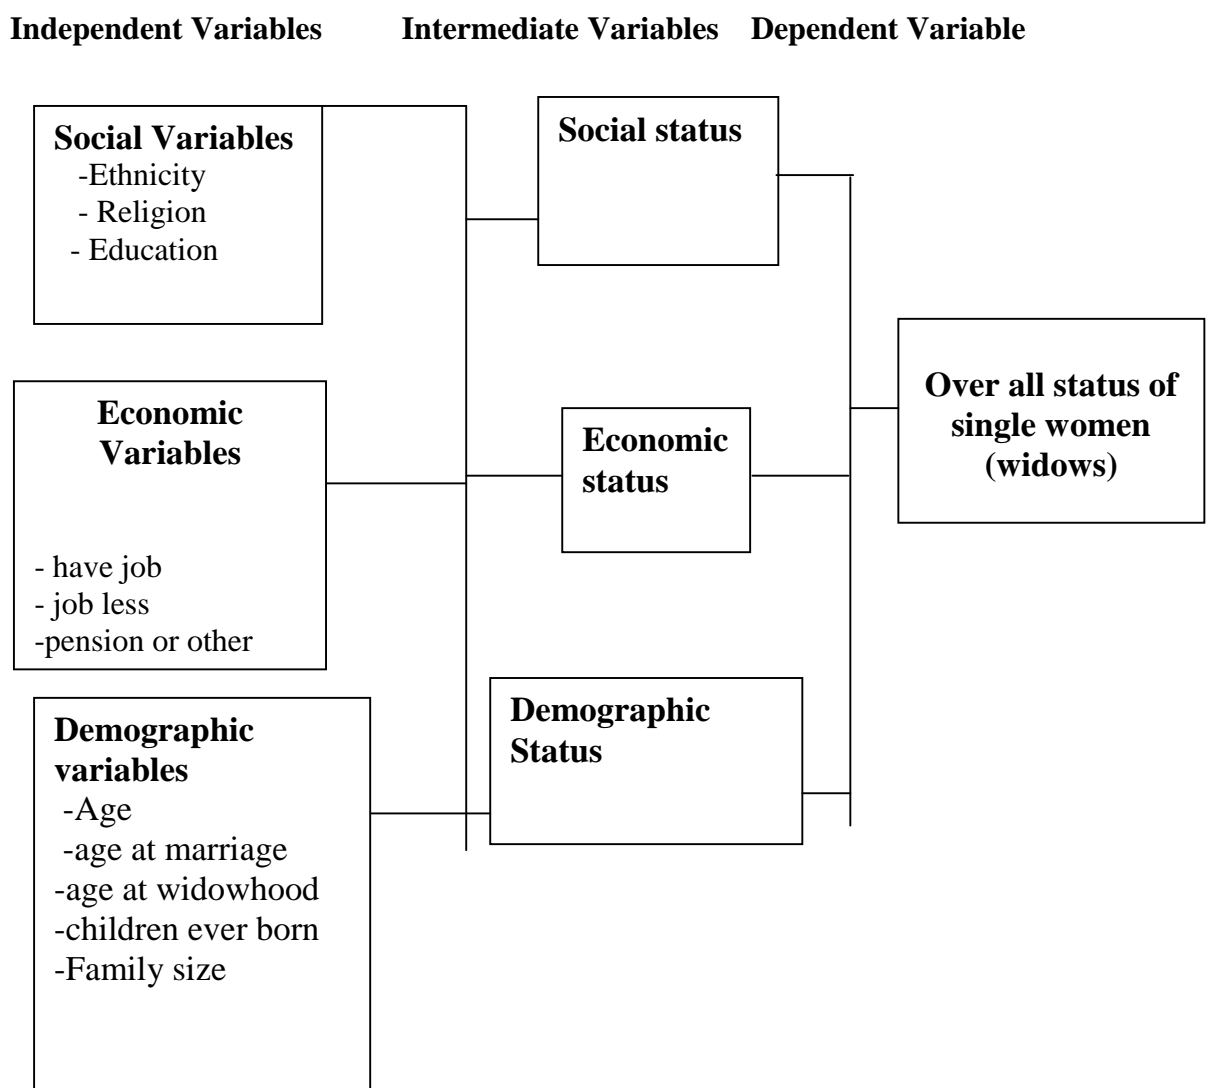 Independent Variables Intermediate Variables Dependent Variable
Social Variables
-Ethnicity
- Religion
- Education
Economic
Variables
- have job
- job less
-pension or other
Demographic
variables
-Age
-age at marriage
-age at widowhood
-children ever born
-Family size
Social status
Economic
status
Demographic
Status
Over all status of
single women
(widows)